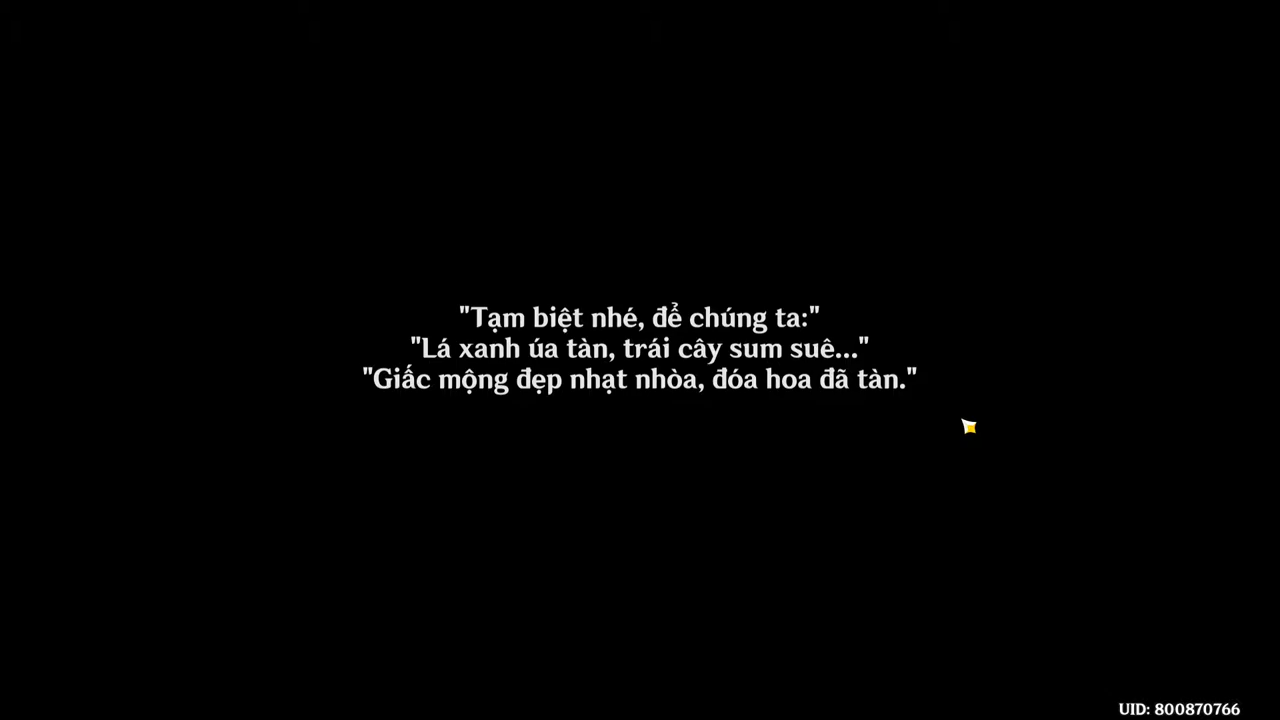 "Tạm biệt nhé, để chúng ta:"
"Lá xanh úa tàn, trái cây sum suê..."
"Giấc mộng đẹp nhạt nhòa, đóa hoa đã tàn."
UID: 800870766